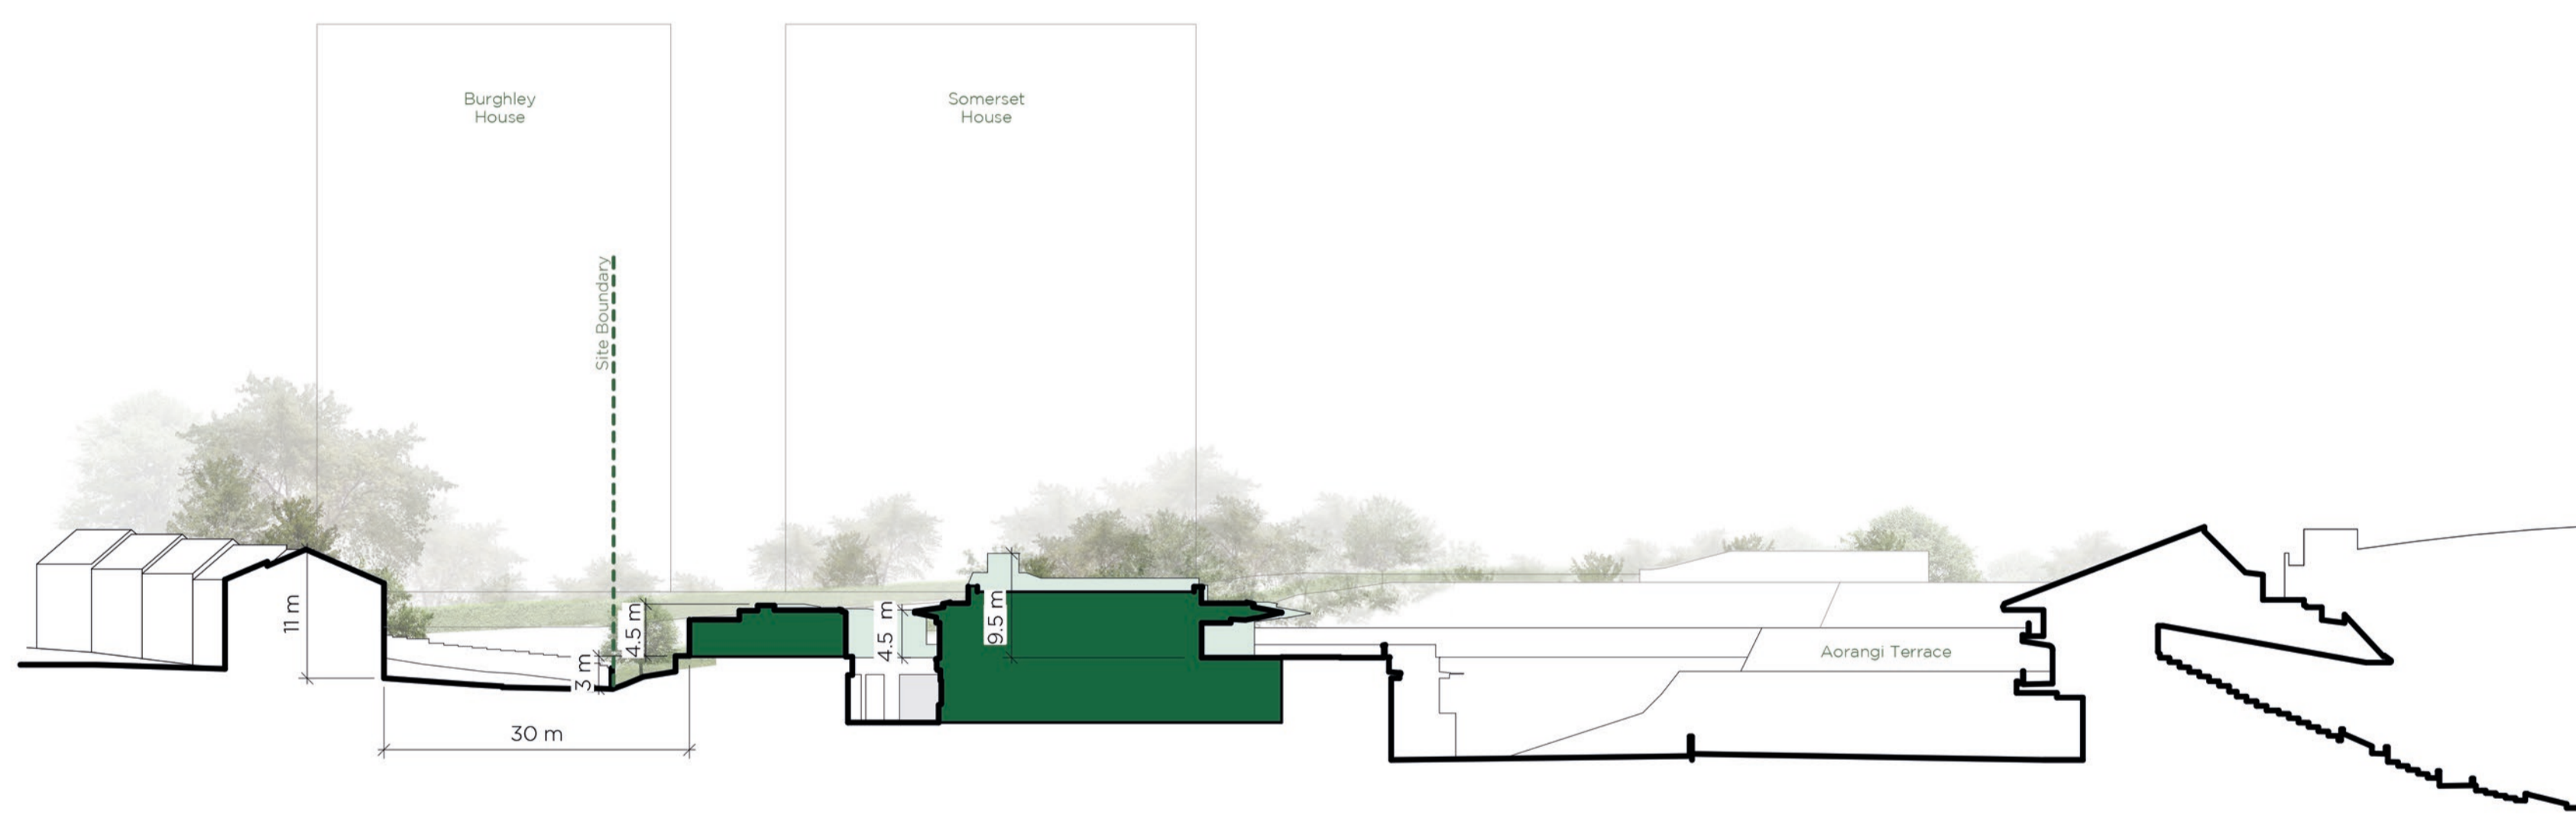 Burghley
House
Somerset
House
Site Boundary
11 m
3 m
4.5 m
4.5 m
9.5 m
30 m
Aorangi Terrace